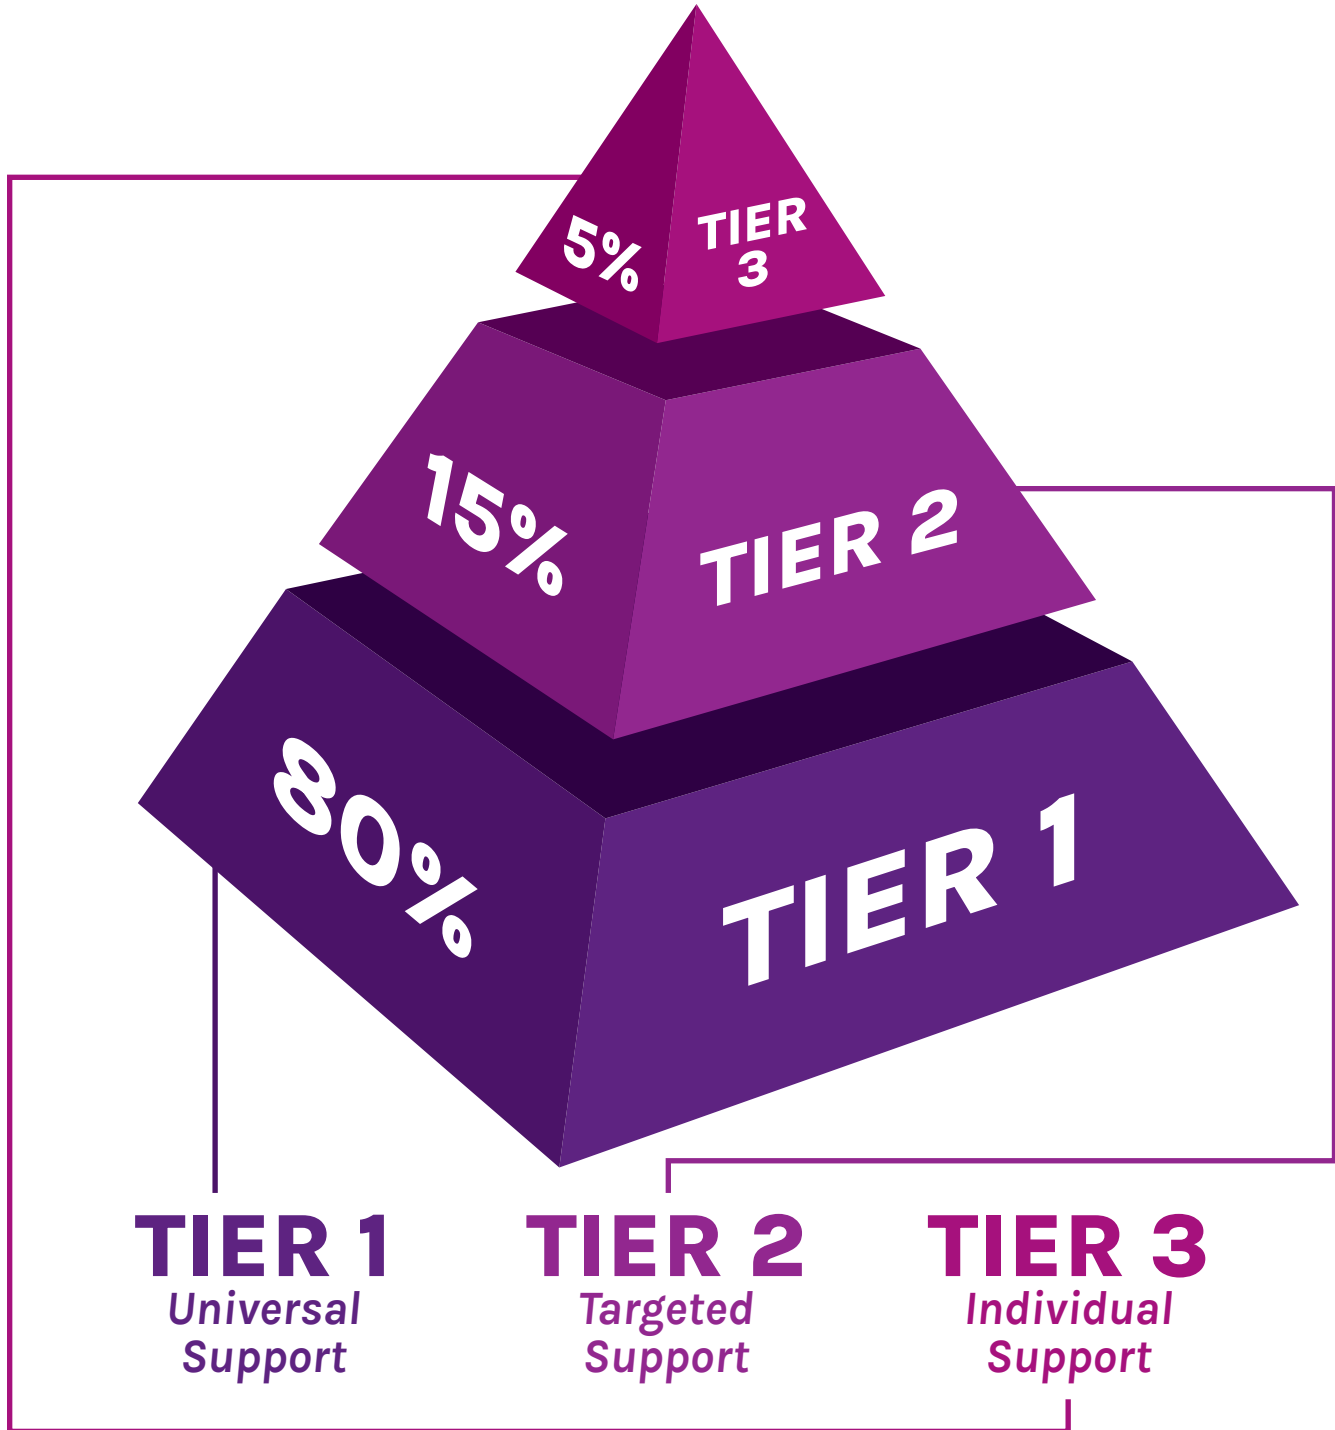 5%
TIER
3
15%
TIER 2
80%
TIER 1
TIER 1
Universal
Support
TIER 2
Targeted
Support
TIER 3
Individual
Support